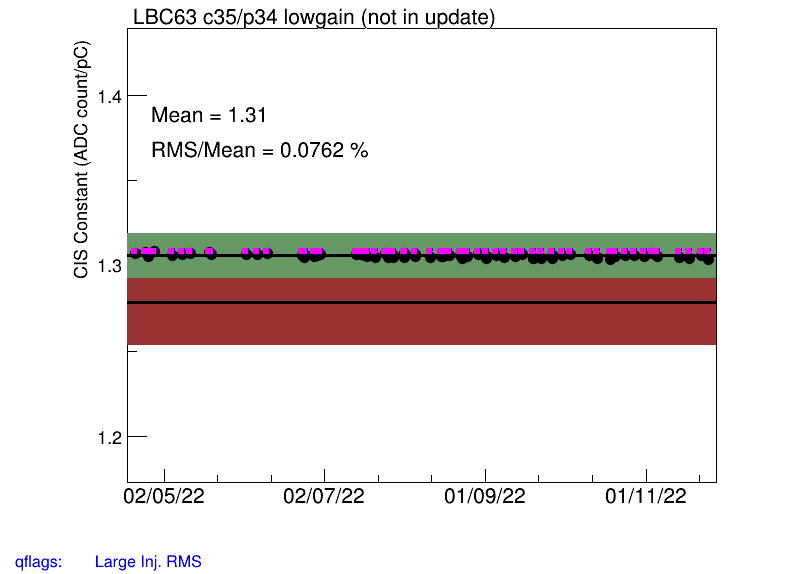 LBC63 c35/p34 lowgain (not in update)
CIS Constant (ADC count/pC)
1.4
Mean = 1.31
RMS/Mean = 0.0762 %
1.3
1.2
02/05/22 02/07/22 01/09/22 01/11/22
qflags: Large Inj. RMS